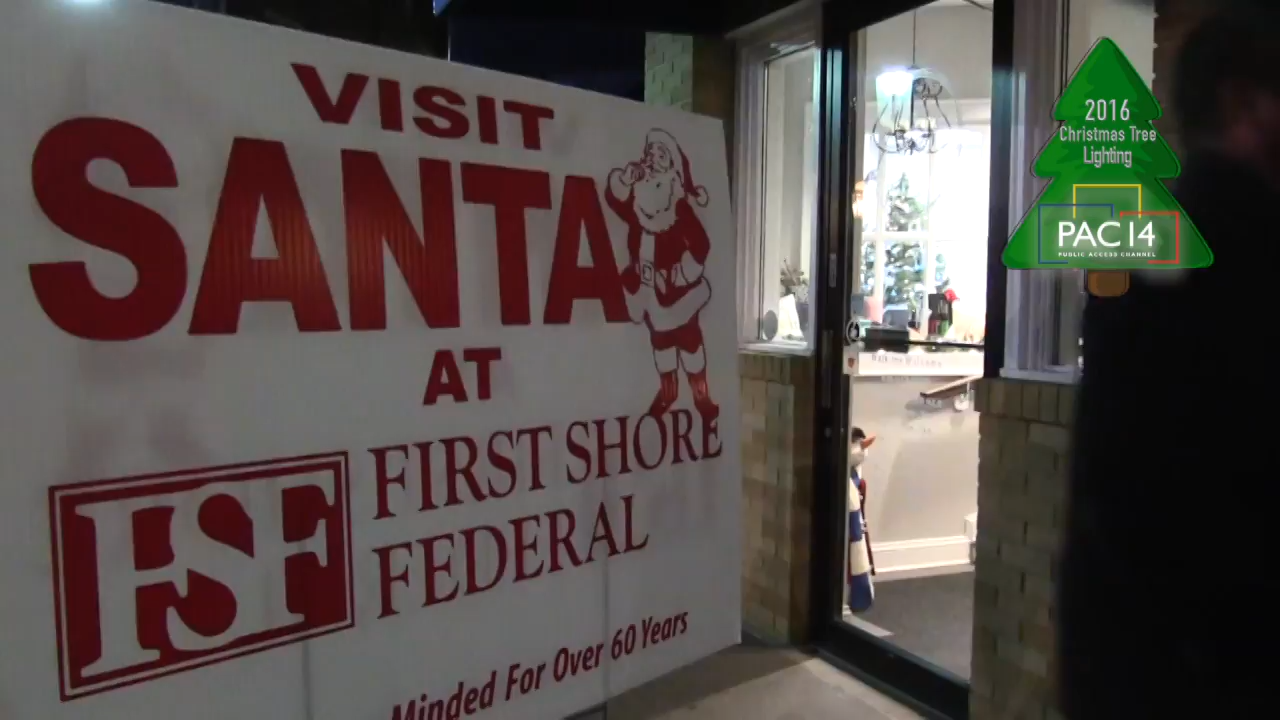 VISIT
SANTA
AT
FSF
FIRST SHORE
FEDERAL
Minded For Over 60 Years
2016
Christmas Tree
Lighting
PAC14
PUBLIC ACCESS CHANNEL